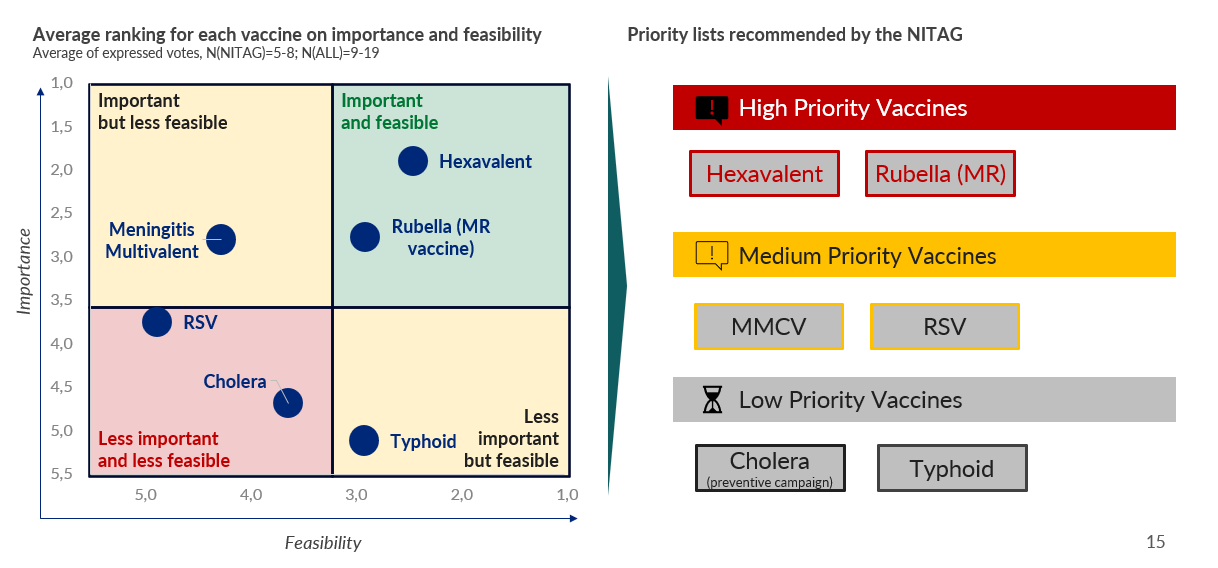 Average ranking for each vaccine on importance and feasibility
Average of expressed votes, N(NITAG)=5-8; N(ALL)=9-19
Importance
1,0
1,5
2,0
2,5
3,0
3,5
4,0
4,5
5,0
5,5
Important
but less feasible
Important
and feasible
Hexavalent
Meningitis
Multivalent
Rubella (MR
vaccine)
RSV
Cholera
Less important
and less feasible
Typhoid
Less
important
but feasible
5,0
4,0
3,0
2,0
1,0
Feasibility
Priority lists recommended by the NITAG
! High Priority Vaccines
Hexavalent
Rubella (MR)
! Medium Priority Vaccines
MMCV
RSV
Low Priority Vaccines
Cholera
(preventive campaign)
Typhoid
15